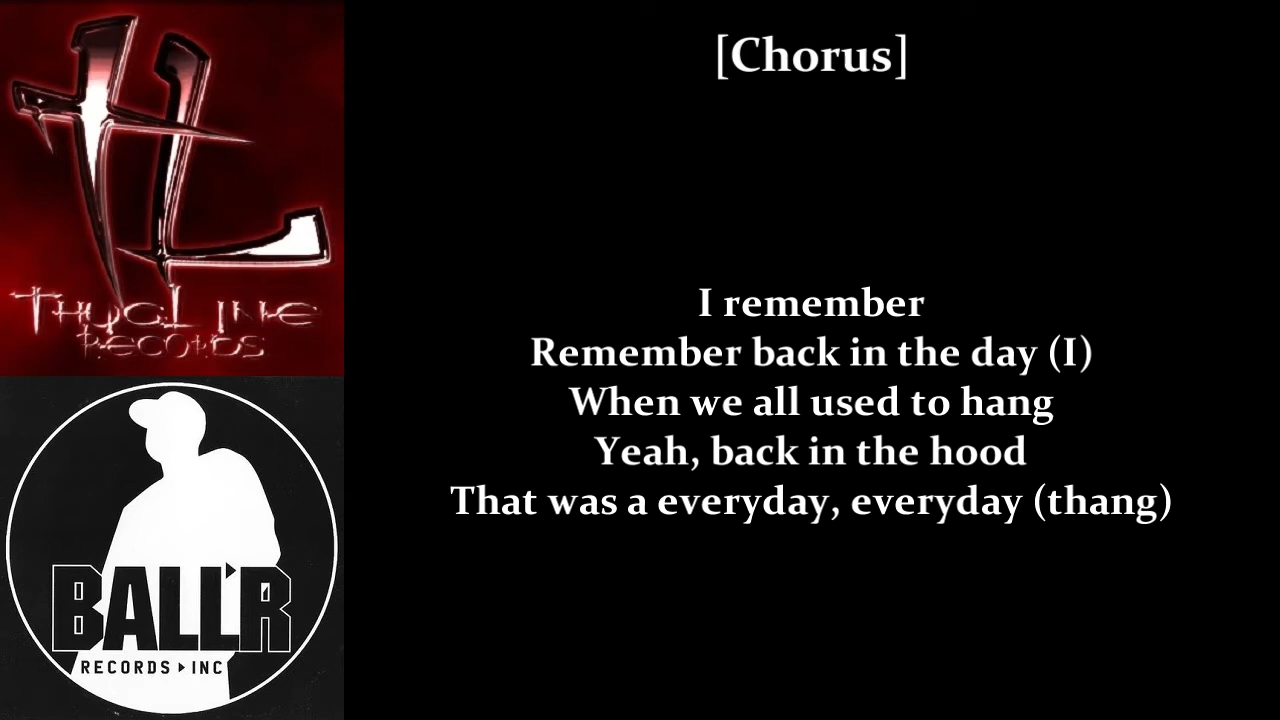 THUGLINE
RECORDS
BALL'R
RECORDS INC
[Chorus]
I remember
Remember back in the day (I)
When we all used to hang
Yeah, back in the hood
That was a everyday, everyday (thang)